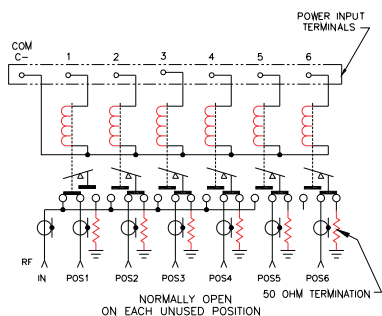 POWER INPUT
TERMINALS
COM
C-
1 2 3 4 5 6
RF
IN POS1 POS2 POS3 POS4 POS5 POS6
50 OHM TERMINATION
NORMALLY OPEN
ON EACH UNUSED POSITION